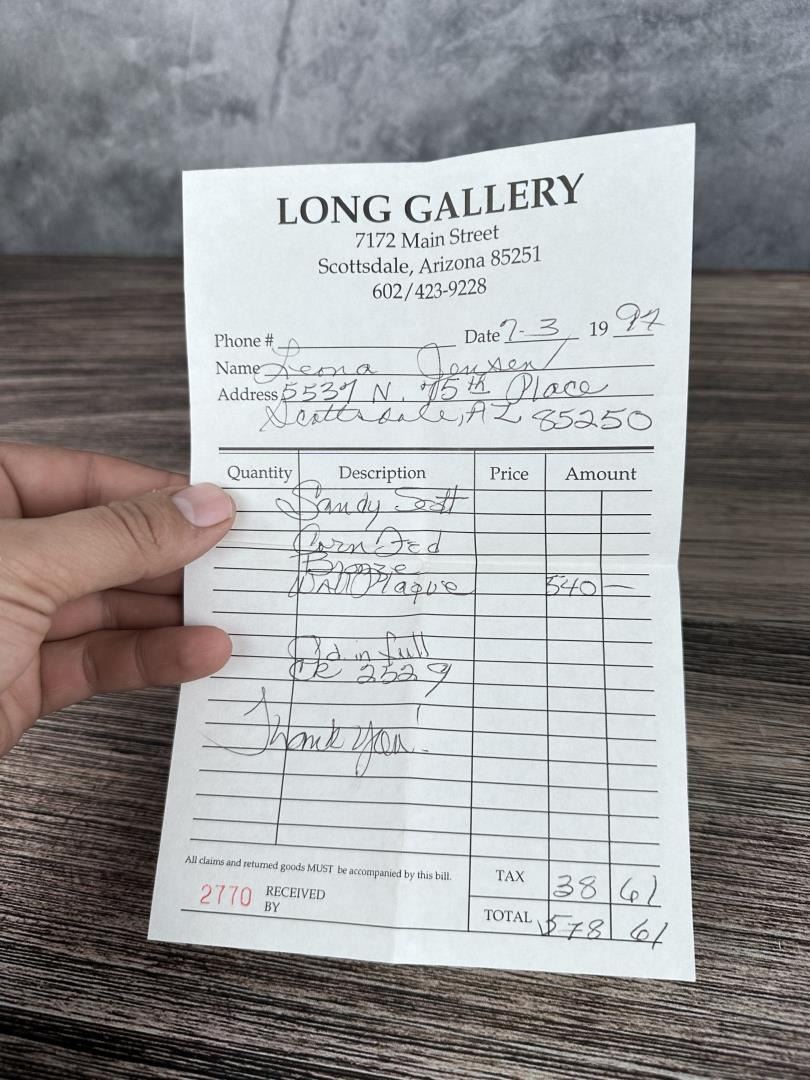 LONG GALLERY
7172 Main Street
Scottsdale, Arizona 85251
602/423-9228
Phone # Date 7-3 19 94
Name Leona Jensen
Address 5537 N. 75th Place
Scottsdale, AZ 85250
Quantity Description Price Amount
Sandy Scott
Corn Fed
Bronze
Wall Plaque 540 —
Pd in full
CK 2529
Thank You!
All claims and returned goods MUST be accompanied by this bill.
TAX 38 61
2770 RECEIVED BY
TOTAL $578 61